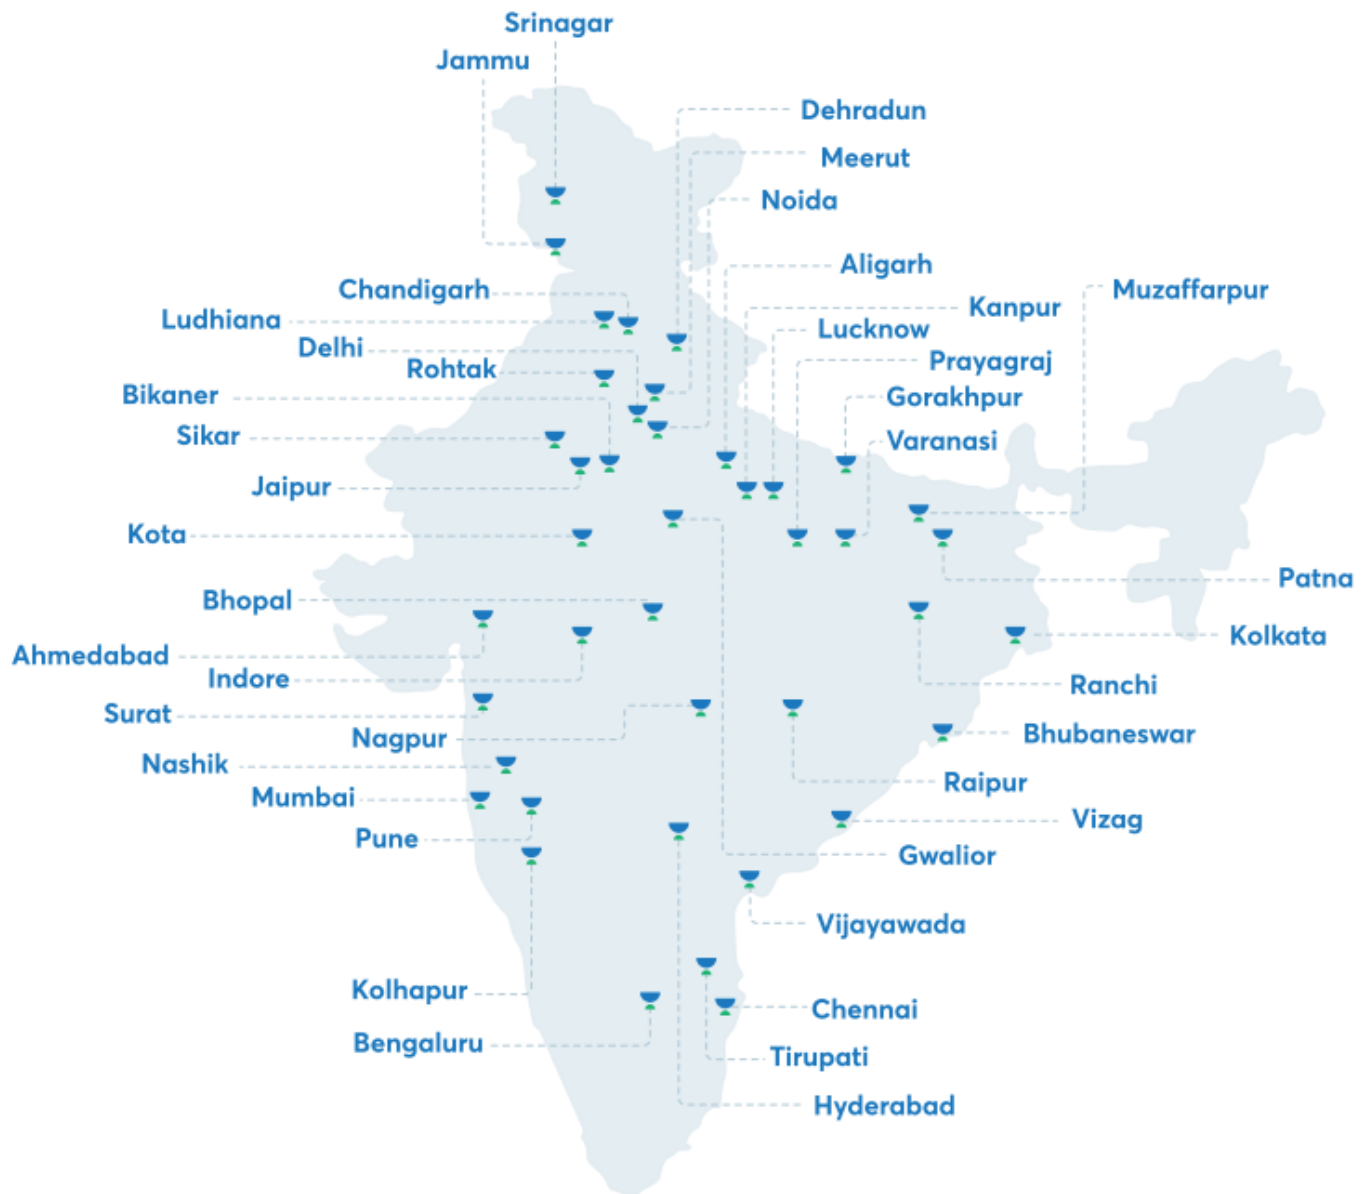 Srinagar
Jammu
Dehradun
Meerut
Noida
Aligarh
Chandigarh
Muzaffarpur
Kanpur
Ludhiana
Lucknow
Delhi
Prayagraj
Rohtak
Bikaner
Gorakhpur
Sikar
Varanasi
Jaipur
Kota
Patna
Bhopal
Kolkata
Ahmedabad
Indore
Ranchi
Surat
Bhubaneswar
Nagpur
Nashik
Raipur
Mumbai
Vizag
Pune
Gwalior
Vijayawada
Kolhapur
Chennai
Bengaluru
Tirupati
Hyderabad